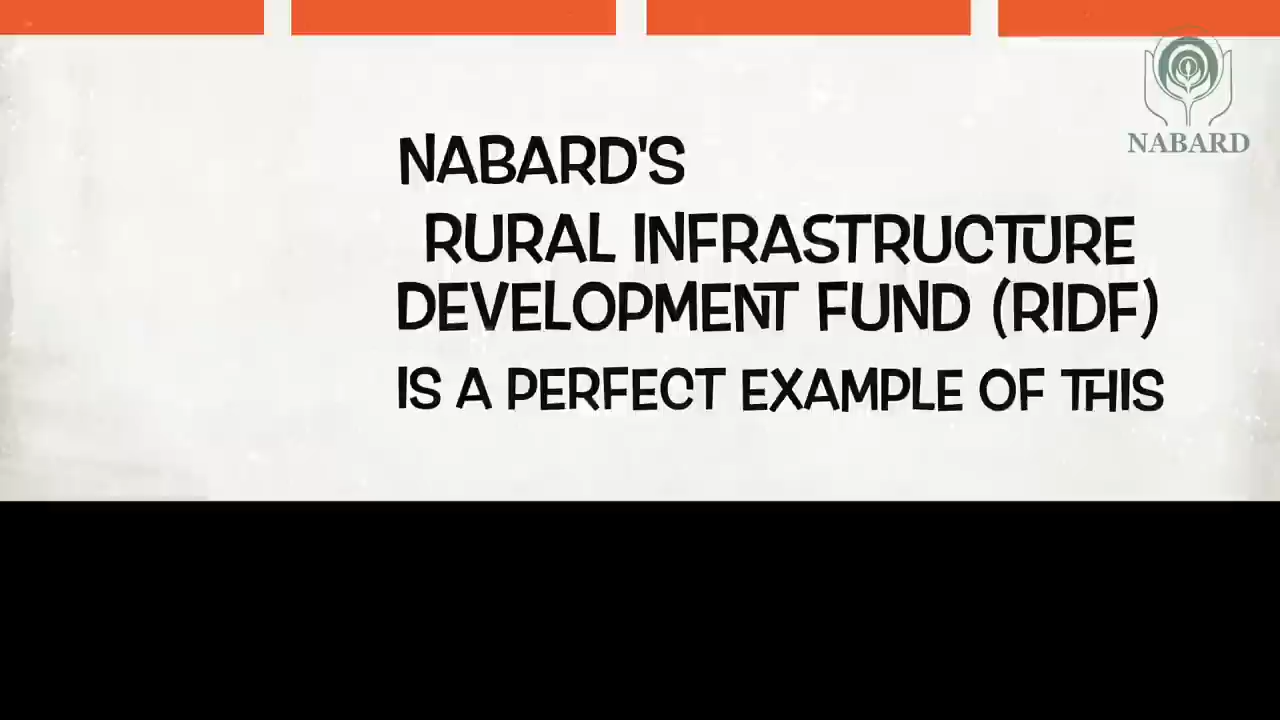 NABARD
NABARD'S
RURAL INFRASTRUCTURE
DEVELOPMENT FUND (RIDF)
IS A PERFECT EXAMPLE OF THIS